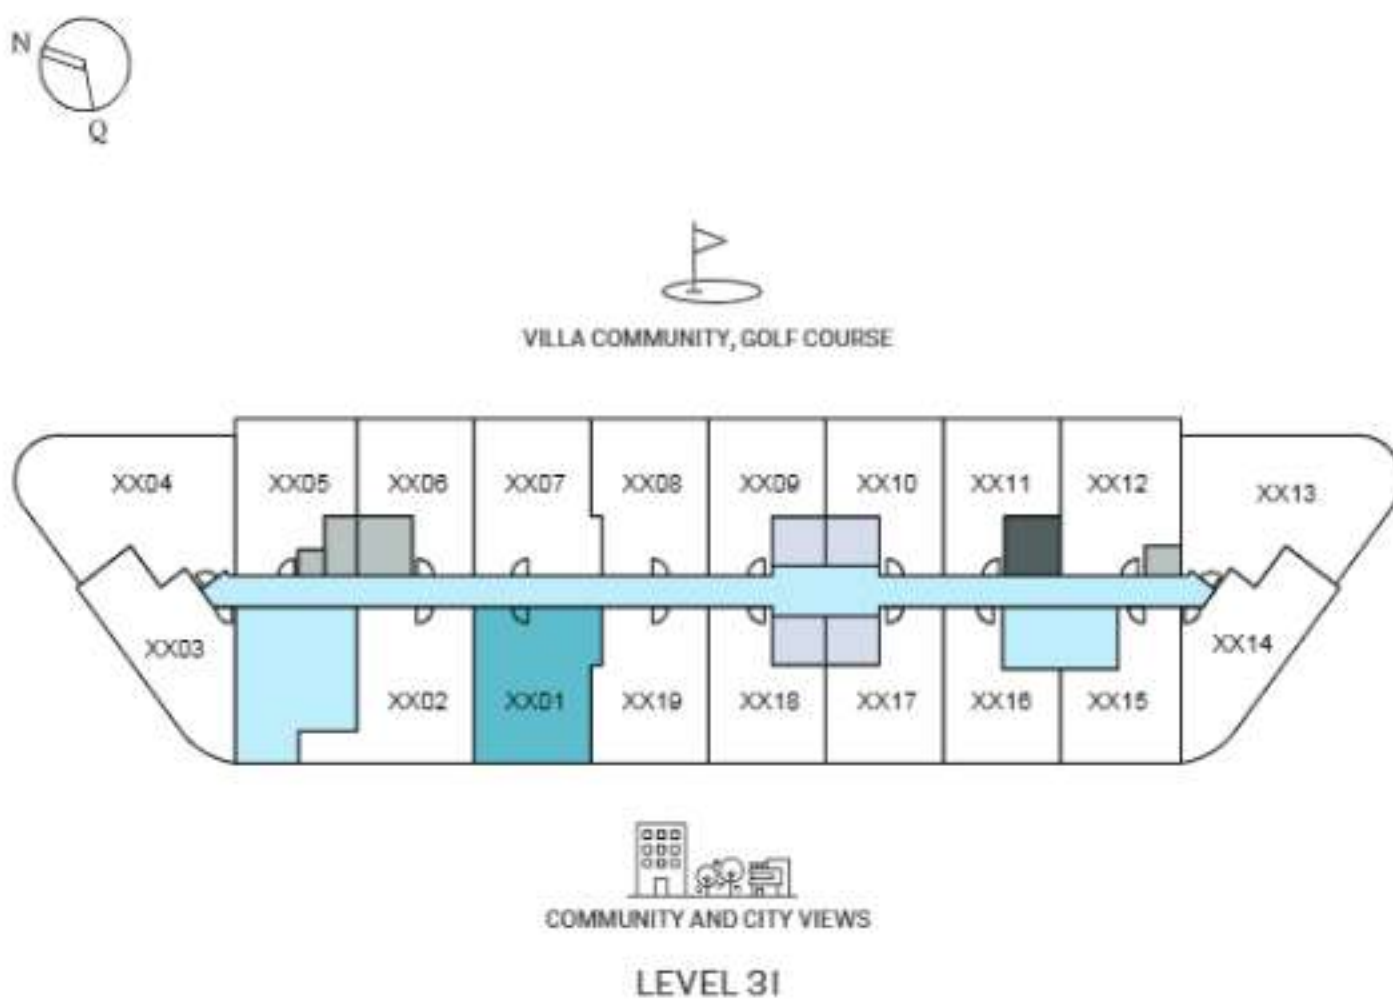 N
Q
VILLA COMMUNITY, GOLF COURSE
XX04
XX05
XX06
XX07
XX08
XX09
XX10
XX11
XX12
XX13
XX03
XX02
XX01
XX19
XX18
XX17
XX16
XX15
XX14
COMMUNITY AND CITY VIEWS
LEVEL 31